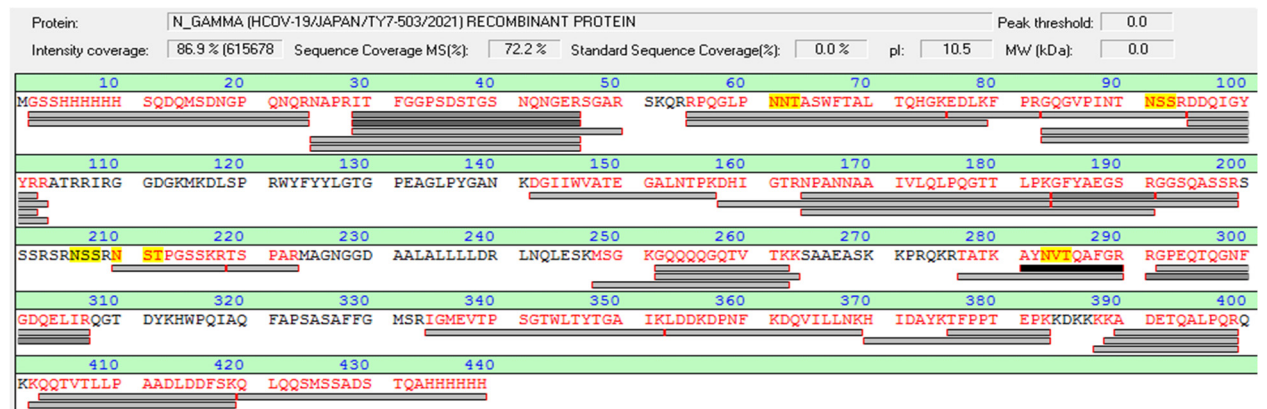 Protein: N_GAMMA (HCOV-19/JAPAN/TY7-503/2021) RECOMBINANT PROTEIN Peak threshold: 0.0
Intensity coverage: 86.9 % (615678 Sequence Coverage MS(%): 72.2 % Standard Sequence Coverage(%): 0.0 % pI: 10.5 MW (kDa): 0.0
10 20 30 40 50 60 70 80 90 100
MGSSHHHHHH SQDQMSDNGP QNQRNAPRIT FGGPSDSTGS NQNGERSGAR SKQRRPQGLP NNTASWFTAL TQHGKEDLKF PRGQGVPINT NSSRDDQIGY
110 120 130 140 150 160 170 180 190 200
YRRATRRIRG GDGKMKDLSP RWYFYYLGTG PEAGLPYGAN KDGIIWVATE GALNTPKDHI GTRNPANNAA IVLQLPQGTT LPKGFYAEGS RGGSQASSRS
210 220 230 240 250 260 270 280 290 300
SSRSRNSSRN STPGSSKRTS PARMAGNGGD AALALLLLDR LNQLESKMSG KGQQQQGQTV TKKSAAEASK KPRQKRTATK AYNVTQAFGR RGPEQTQGNF
310 320 330 340 350 360 370 380 390 400
GDQELIRQGT DYKHWPQIAQ FAPSASAFFG MSRIGMEVTP SGTWLTYTGA IKLDDKDPNF KDQVILLNKH IDAYKTFPPT EPKKDKKKKA DETQALPQRQ
410 420 430 440
KKQQTVTLLP AADLDDFSKQ LQQSMSSADS TQAHHHHHH